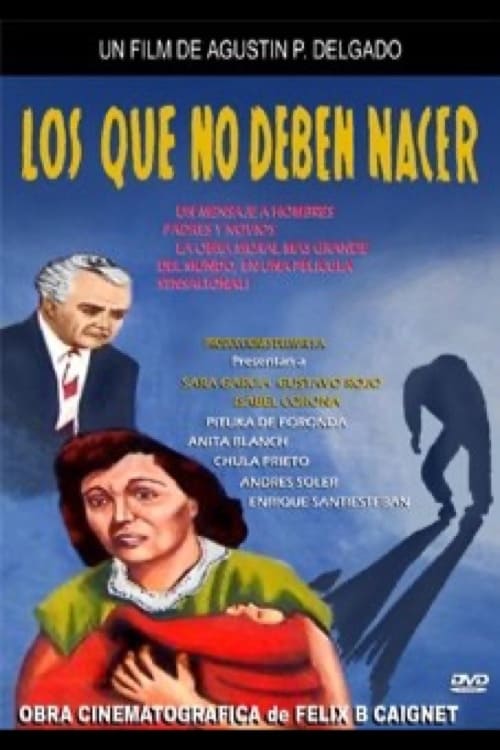 UN FILM DE AGUSTIN P. DELGADO
LOS QUE NO DEBEN NACER
UN MENSAJE A HOMBRES
PADRES Y NOVIOS
LA OBRA MORAL MAS GRANDE
DEL MUNDO, EN UNA PELICULA
SENSACIONAL!
Presentan a
SARA GARCIA GUSTAVO ROJO
ISABEL CORONA
PITUKA DE FORONDA
ANITA BLANCH
CHULA PRIETO
ANDRES SOLER
ENRIQUE SANTIESTEBAN
DVD
OBRA CINEMATOGRAFICA de FELIX B CAIGNET